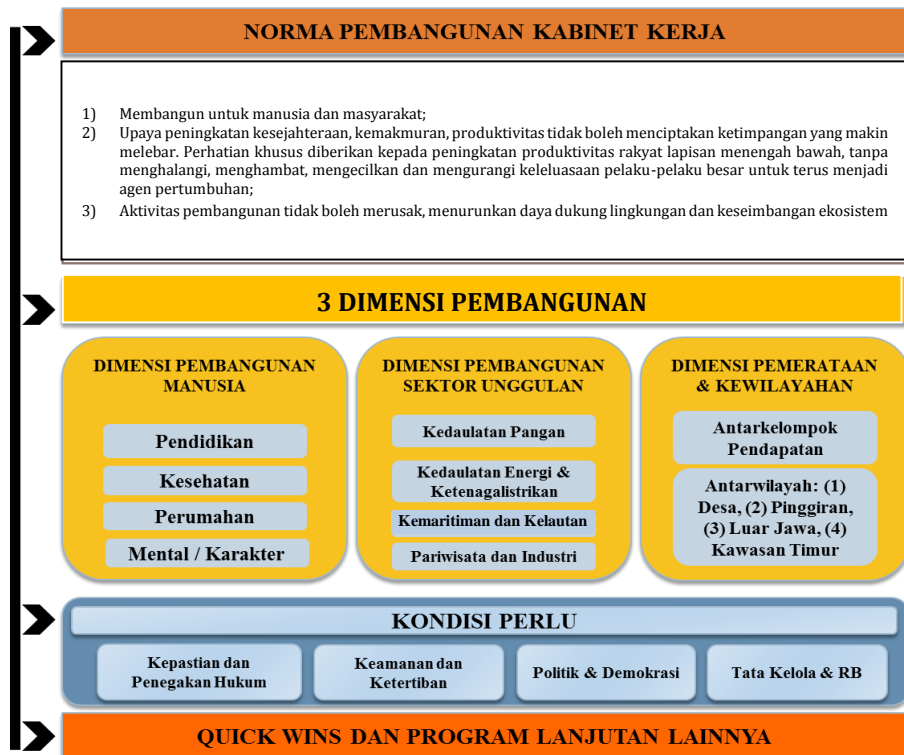 NORMA PEMBANGUNAN KABINET KERJA
1) Membangun untuk manusia dan masyarakat;
2) Upaya peningkatan kesejahteraan, kemakmuran, produktivitas tidak boleh menciptakan ketimpangan yang makin
melebar. Perhatian khusus diberikan kepada peningkatan produktivitas rakyat lapisan menengah bawah, tanpa
menghalangi, menghambat, mengecilkan dan mengurangi keleluasaan pelaku-pelaku besar untuk terus menjadi
agen pertumbuhan;
3) Aktivitas pembangunan tidak boleh merusak, menurunkan daya dukung lingkungan dan keseimbangan ekosistem
3 DIMENSI PEMBANGUNAN
DIMENSI PEMBANGUNAN
MANUSIA
Pendidikan
Kesehatan
Perumahan
Mental / Karakter
DIMENSI PEMBANGUNAN
SEKTOR UNGGULAN
Kedaulatan Pangan
Kedaulatan Energi &
Ketenagalistrikan
Kemaritiman dan Kelautan
Pariwisata dan Industri
DIMENSI PEMERATAAN
& KEWILAYAHAN
Antarkelompok
Pendapatan
Antarwilayah: (1)
Desa, (2) Pinggiran,
(3) Luar Jawa, (4)
Kawasan Timur
KONDISI PERLU
Kepastian dan
Penegakan Hukum
Keamanan dan
Ketertiban
Politik & Demokrasi
Tata Kelola & RB
QUICK WINS DAN PROGRAM LANJUTAN LAINNYA